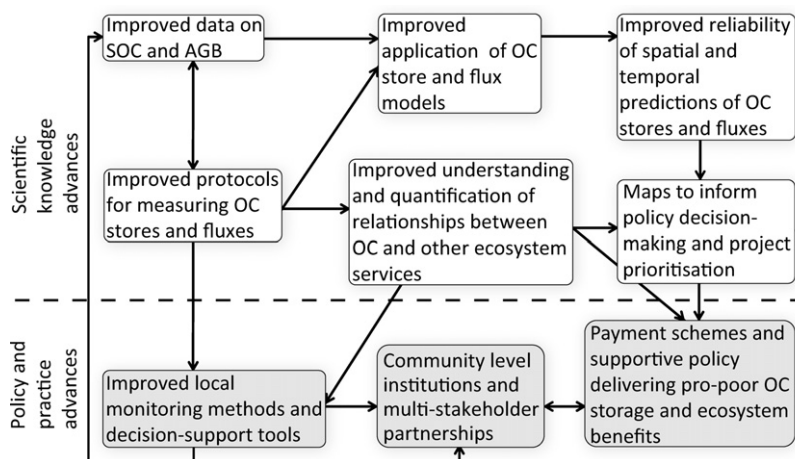 Scientific
knowledge
advances
Improved data on
SOC and AGB
Improved
application of OC
store and flux
models
Improved reliability
of spatial and
temporal
predictions of OC
stores and fluxes
Improved protocols
for measuring OC
stores and fluxes
Improved understanding
and quantification of
relationships between
OC and other ecosystem
services
Maps to inform
policy decision-
making and project
prioritisation
Policy and
practice
advances
Improved local
monitoring methods and
decision-support tools
Community level
institutions and
multi-stakeholder
partnerships
Payment schemes and
supportive policy
delivering pro-poor OC
storage and ecosystem
benefits